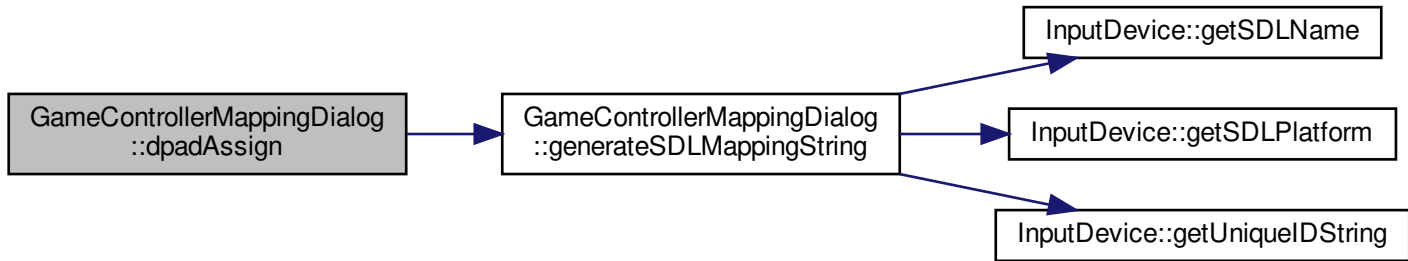 GameControllerMappingDialog
::dpadAssign
GameControllerMappingDialog
::generateSDLMappingString
InputDevice::getSDLName
InputDevice::getSDLPlatform
InputDevice::getUniqueIDString